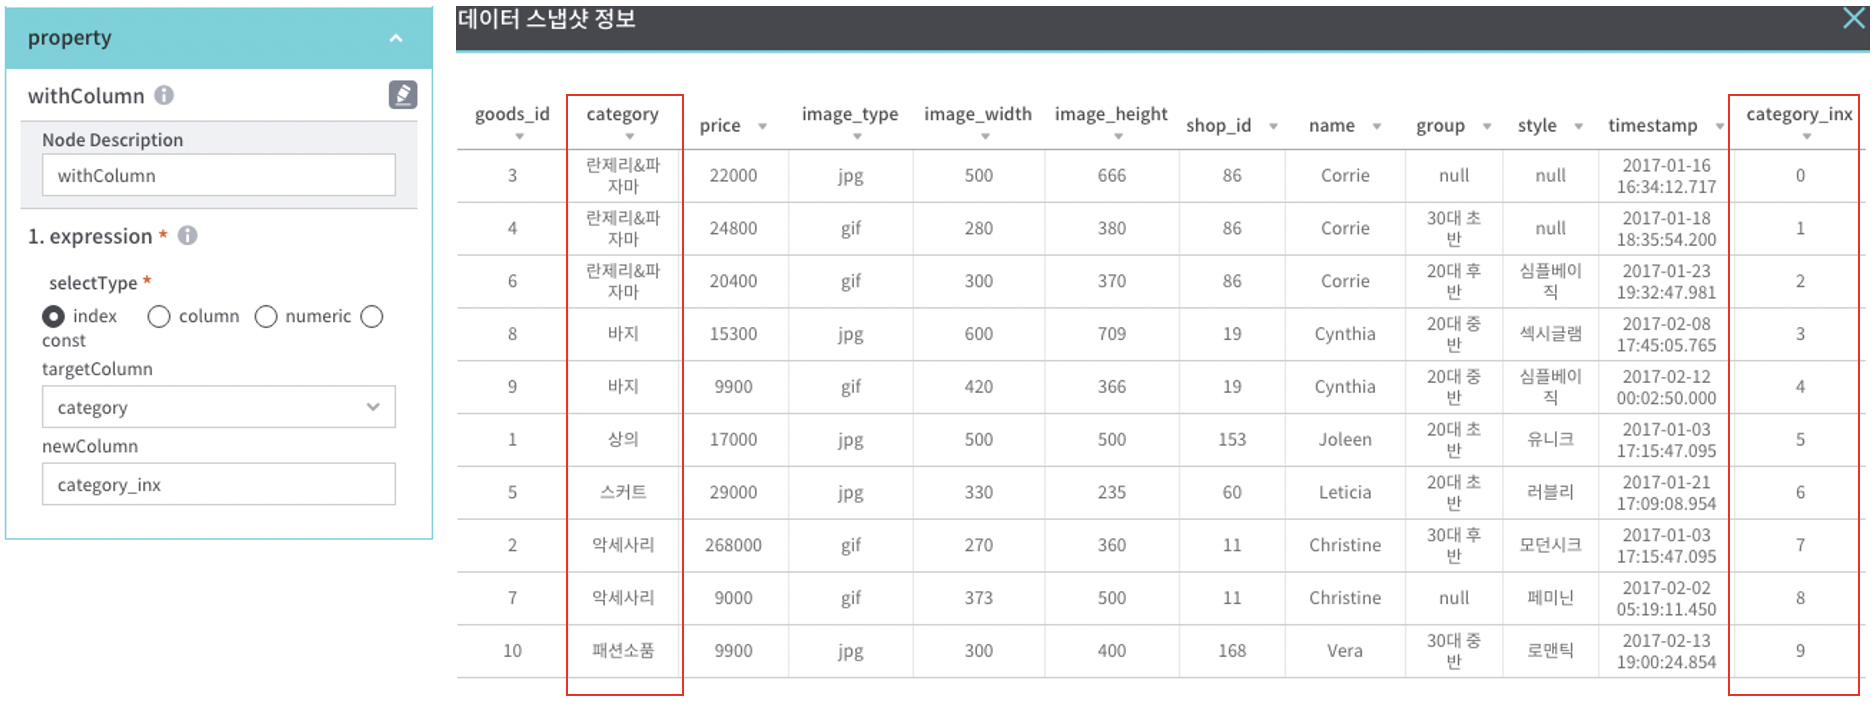 property
withColumn
Node Description
withColumn
1. expression *
selectType *
index column numeric
const
targetColumn
category
newColumn
category_inx
데이터 스냅샷 정보
goods_id category price image_type image_width image_height shop_id name group style timestamp category_inx
3 란제리&파자마 22000 jpg 500 666 86 Corrie null null 2017-01-16 16:34:12.717 0
4 란제리&파자마 24800 gif 280 380 86 Corrie 30대 초반 null 2017-01-18 18:35:54.200 1
6 란제리&파자마 20400 gif 300 370 86 Corrie 20대 후반 심플베이직 2017-01-23 19:32:47.981 2
8 바지 15300 jpg 600 709 19 Cynthia 20대 중반 섹시글램 2017-02-08 17:45:05.765 3
9 바지 9900 gif 420 366 19 Cynthia 20대 중반 심플베이직 2017-02-12 00:02:50.000 4
1 상의 17000 jpg 500 500 153 Joleen 20대 초반 유니크 2017-01-03 17:15:47.095 5
5 스커트 29000 jpg 330 235 60 Leticia 20대 초반 러블리 2017-01-21 17:09:08.954 6
2 악세사리 268000 gif 270 360 11 Christine 30대 후반 모던시크 2017-01-03 17:15:47.095 7
7 악세사리 9000 gif 373 500 11 Christine null 페미닌 2017-02-02 05:19:11.450 8
10 패션소품 9900 jpg 300 400 168 Vera 30대 중반 로맨틱 2017-02-13 19:00:24.854 9